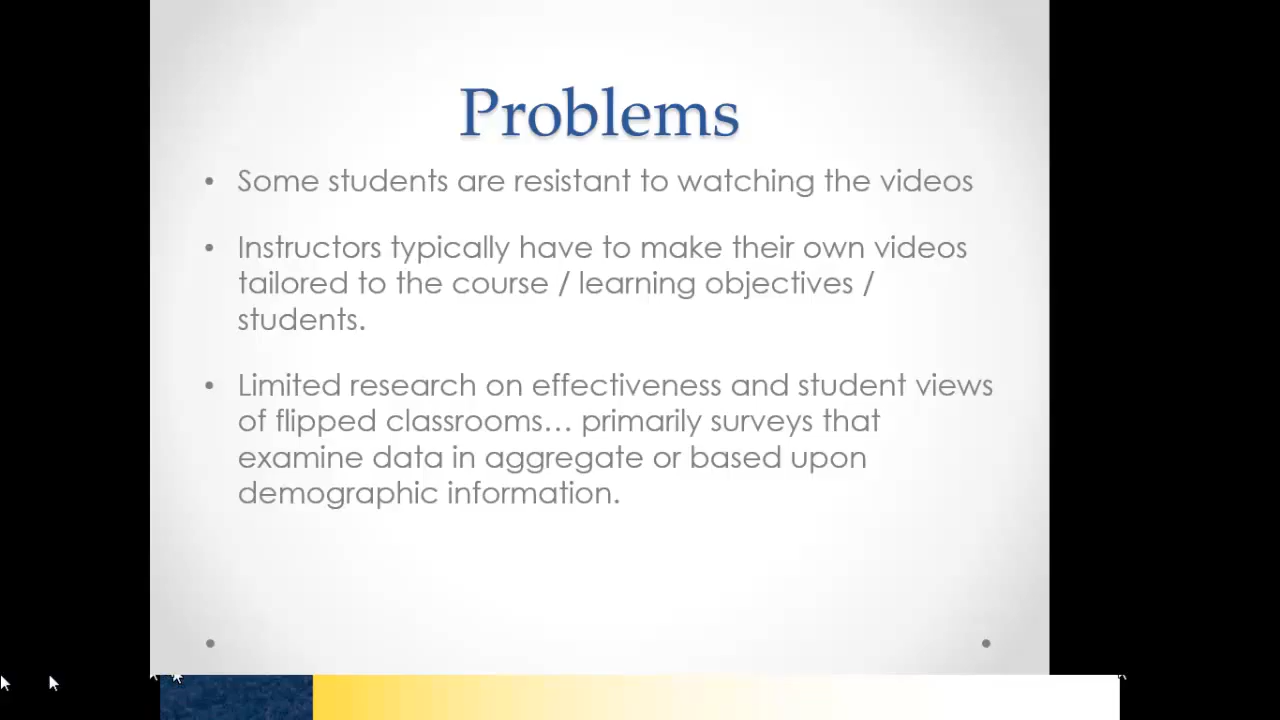 Problems
• Some students are resistant to watching the videos
• Instructors typically have to make their own videos
tailored to the course / learning objectives /
students.
• Limited research on effectiveness and student views
of flipped classrooms… primarily surveys that
examine data in aggregate or based upon
demographic information.